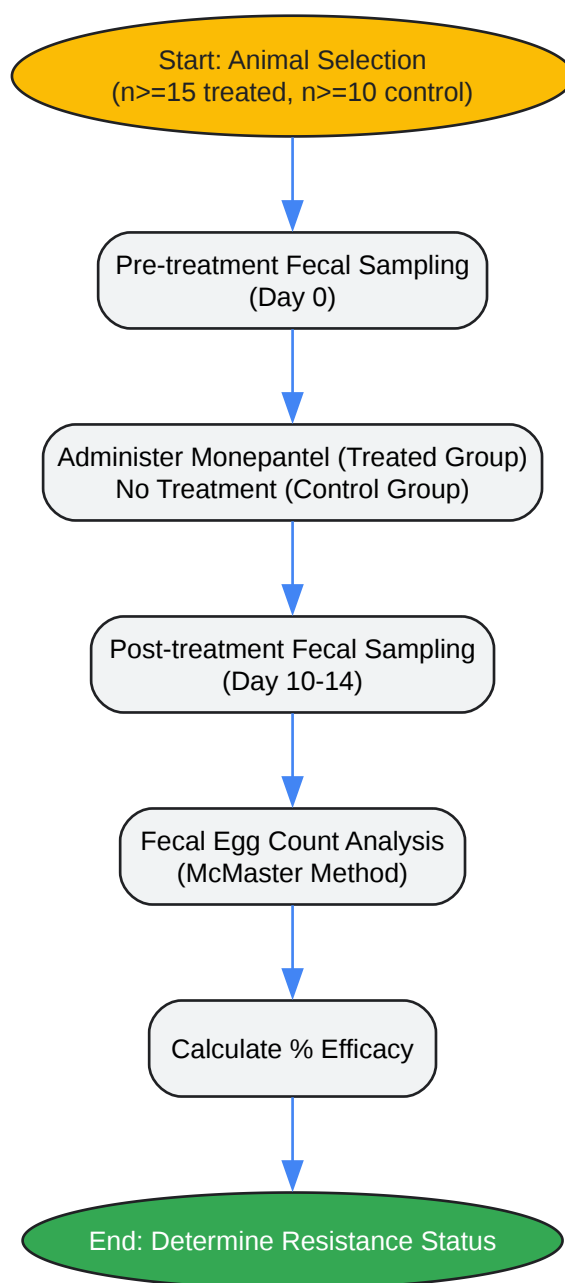 Start: Animal Selection
(n>=15 treated, n>=10 control)
Pre-treatment Fecal Sampling
(Day 0)
Administer Monepantel (Treated Group)
No Treatment (Control Group)
Post-treatment Fecal Sampling
(Day 10-14)
Fecal Egg Count Analysis
(McMaster Method)
Calculate % Efficacy
End: Determine Resistance Status